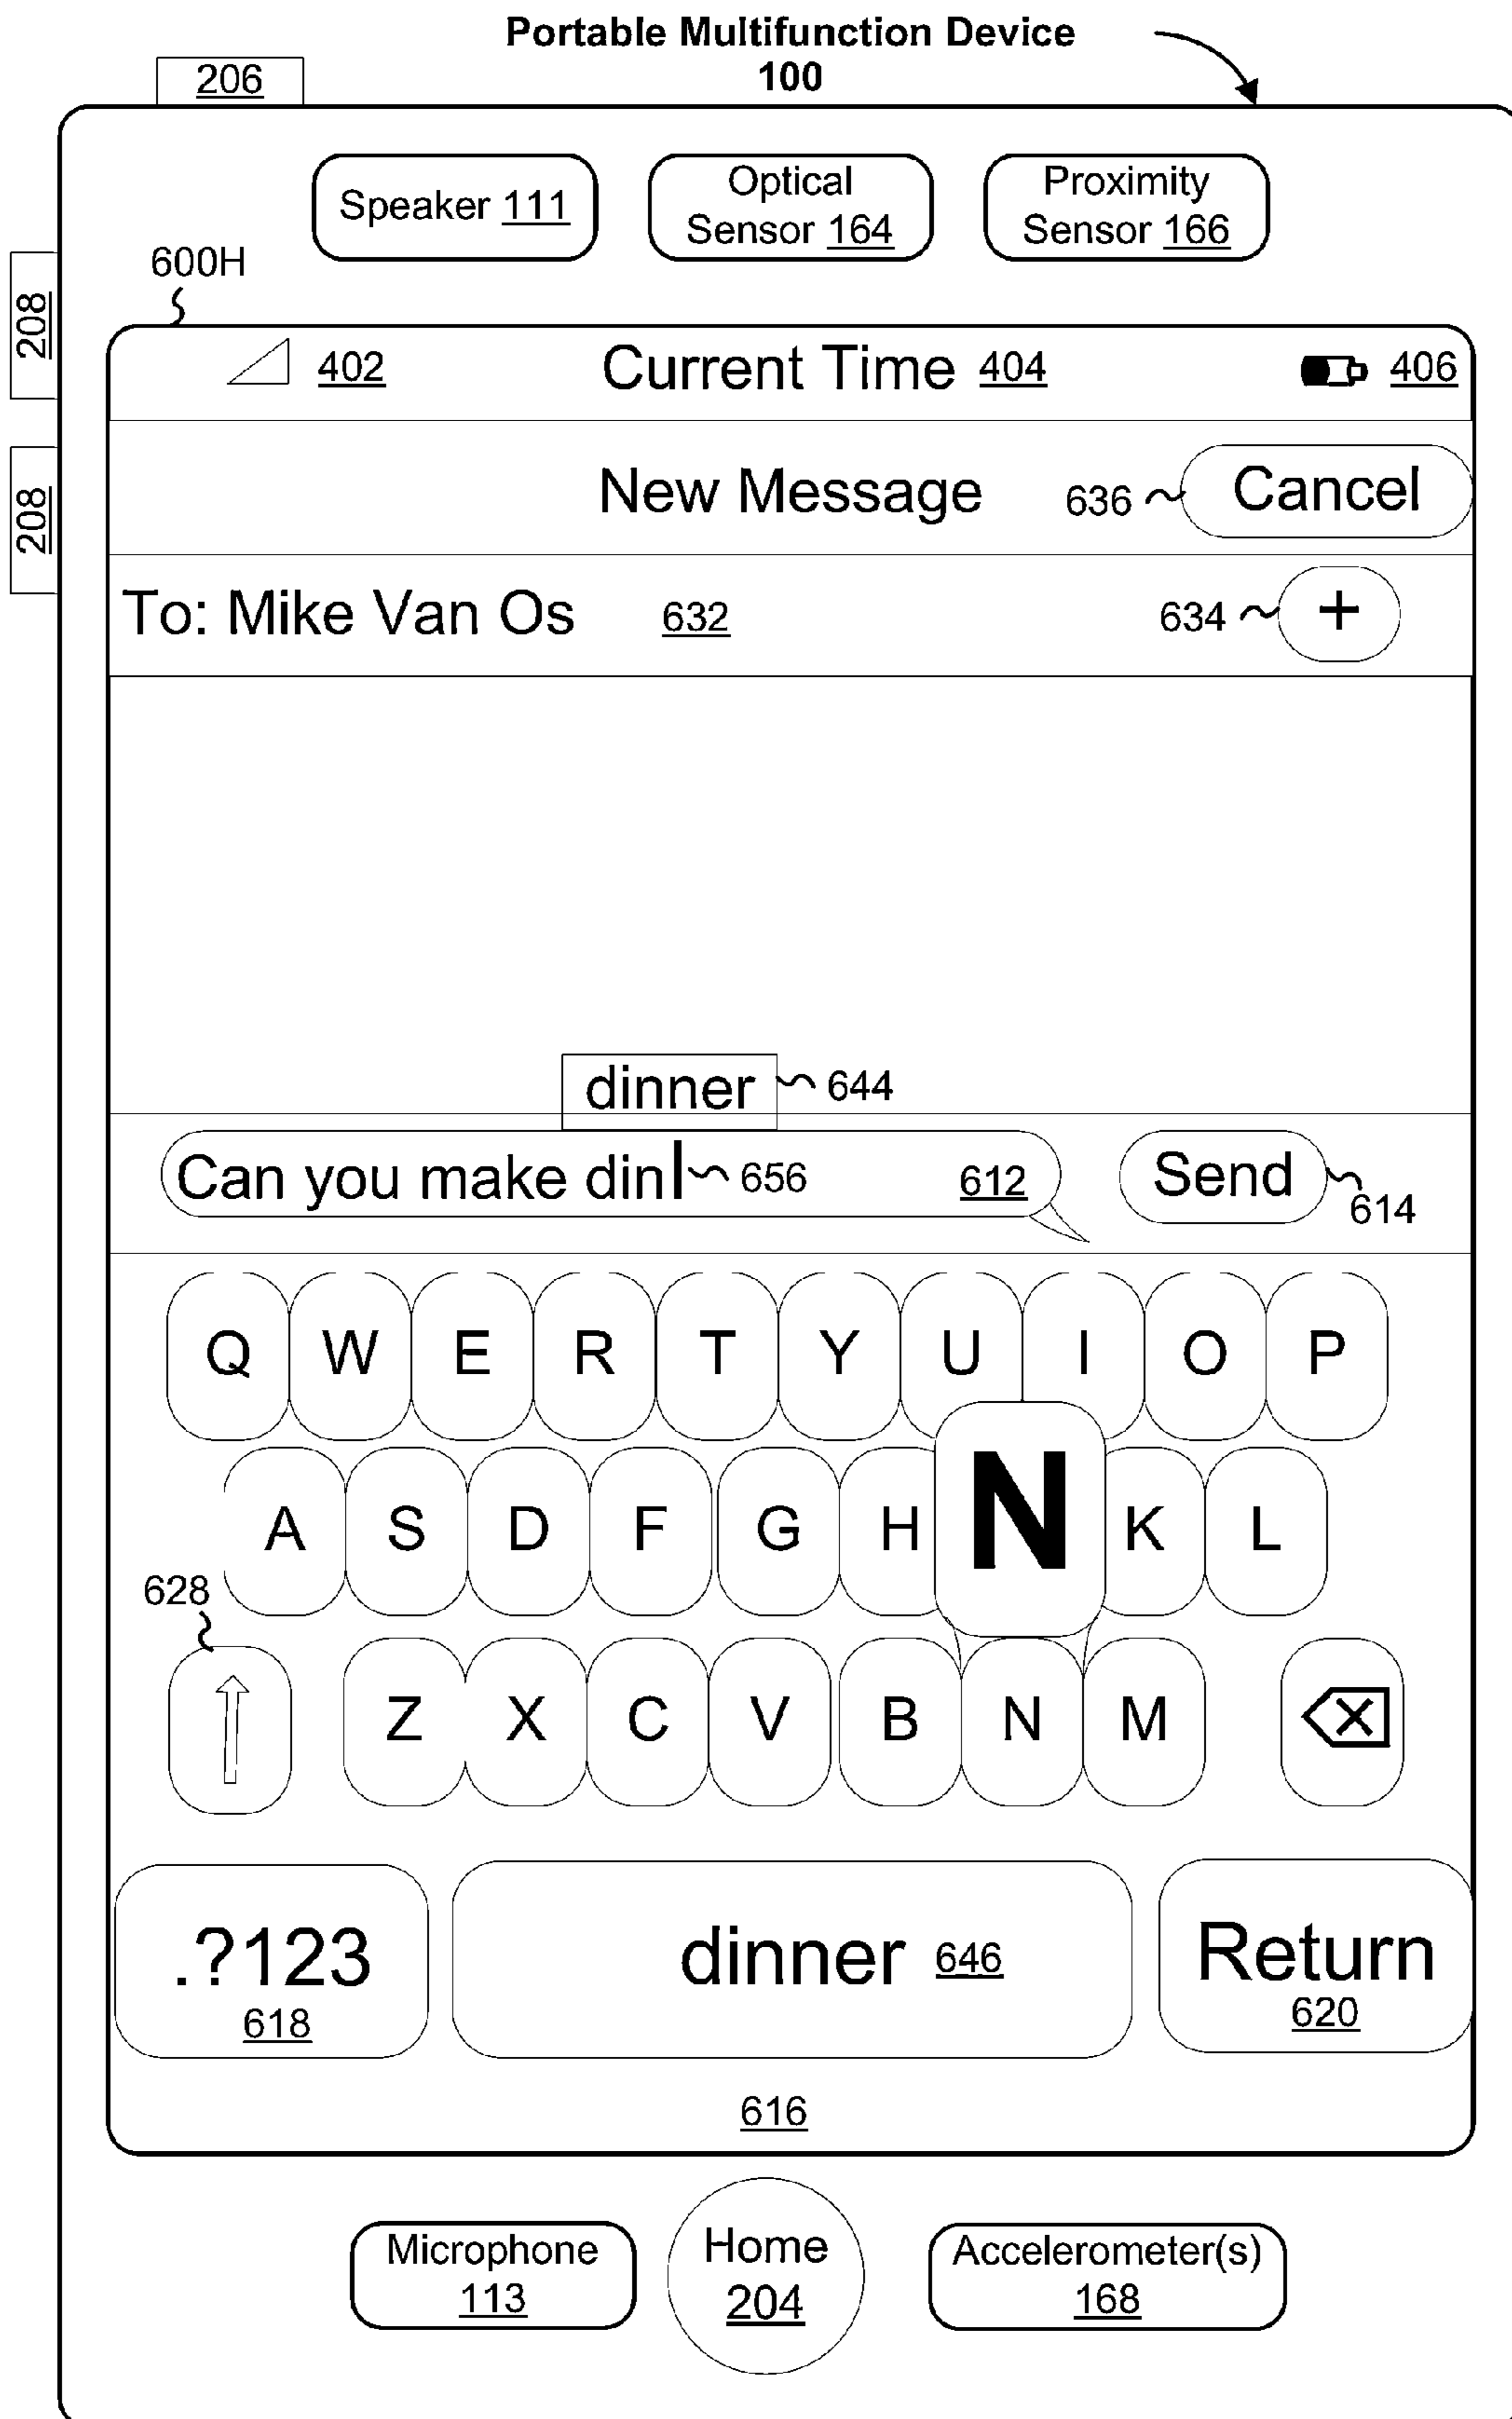 Portable Multifunction Device
100
206
Speaker 111
Optical
Sensor 164
Proximity
Sensor 166
600H
208
208
402
Current Time 404
406
New Message
636
Cancel
To: Mike Van Os
632
634
+
dinner
644
Can you make din
656
612
Send
614
Q W E R T Y U I O P
A S D F G H N K L
628
Z X C V B N M
.?123
618
dinner 646
Return
620
616
Microphone
113
Home
204
Accelerometer(s)
168